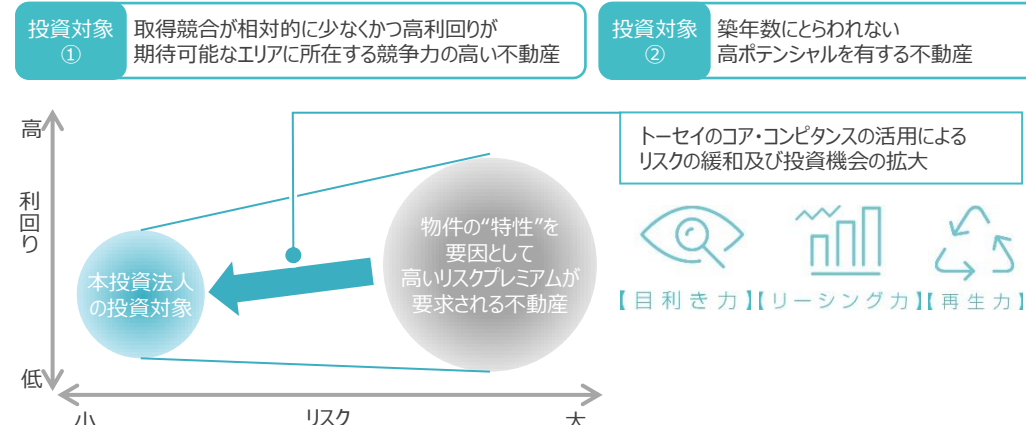 投資対象
①
取得競合が相対的に少なくかつ高利回りが
期待可能なエリアに所在する競争力の高い不動産
投資対象
②
築年数にとらわれない
高ポテンシャルを有する不動産
高
利回り
低
トーセイのコア・コンピタンスの活用による
リスクの緩和及び投資機会の拡大
物件の“特性”を
要因として
高いリスクプレミアムが
要求される不動産
本投資法人
の投資対象
【目利き力】【リーシング力】【再生力】
小
リスク
大